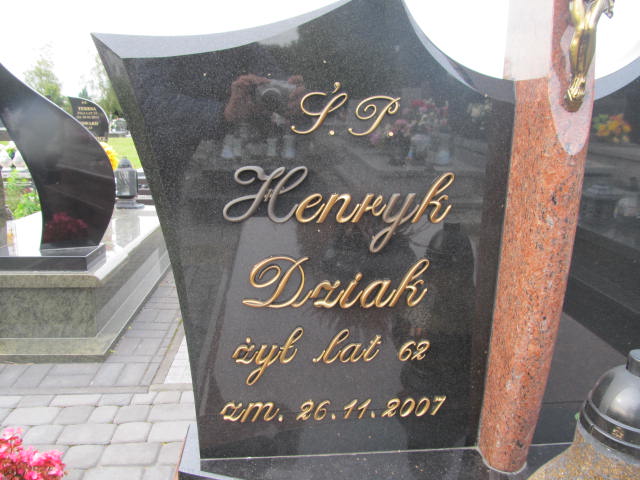 Ś.P.
Henryk
Dziak
żył lat 62
zm. 26.11.2007